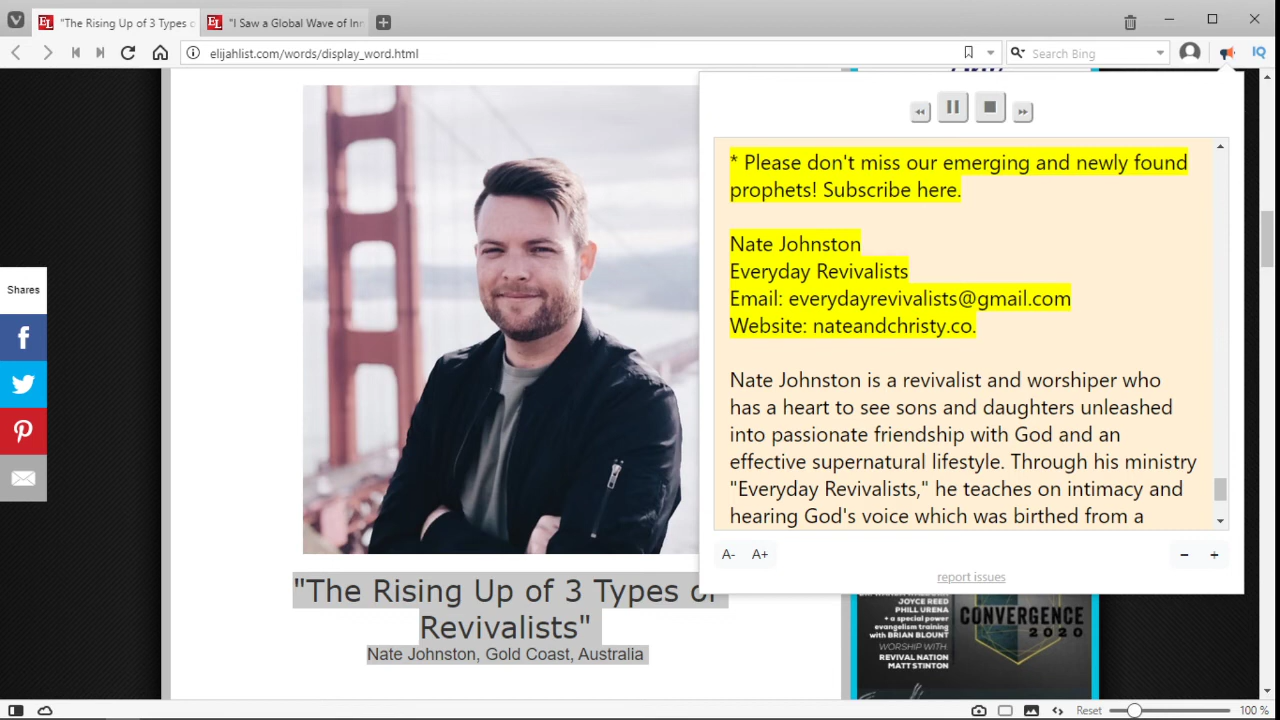 EL "The Rising Up of 3 Types o
EL "I Saw a Global Wave of Inn
elijahlist.com/words/display_word.html
Search Bing
IQ
* Please don't miss our emerging and newly found
prophets! Subscribe here.
Nate Johnston
Everyday Revivalists
Email: everydayrevivalists@gmail.com
Website: nateandchristy.co.
Nate Johnston is a revivalist and worshiper who
has a heart to see sons and daughters unleashed
into passionate friendship with God and an
effective supernatural lifestyle. Through his ministry
"Everyday Revivalists," he teaches on intimacy and
hearing God's voice which was birthed from a
A- A+
- +
report issues
Shares
"The Rising Up of 3 Types of
Revivalists"
Nate Johnston, Gold Coast, Australia
JOYCE REED
PHILL URENA
+ a special power
evangelism training
with BRIAN BLOUNT
WORSHIP WITH:
REVIVAL NATION
MATT STINTON
CONVERGENCE
2020
Reset
100 %